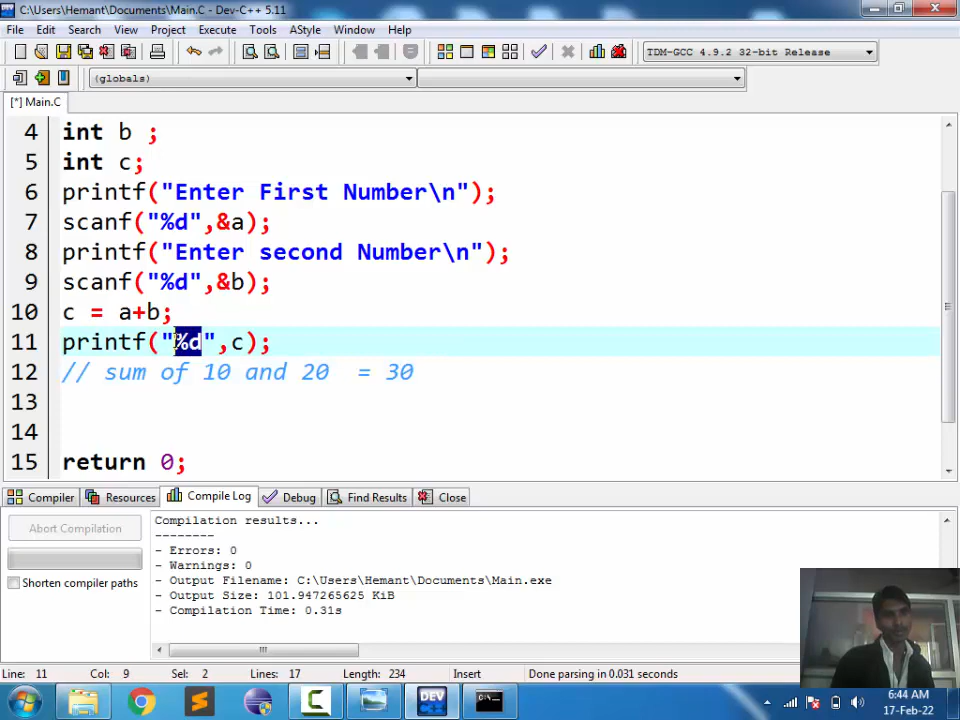 C:\Users\Hemant\Documents\Main.C - Dev-C++ 5.11
File Edit Search View Project Execute Tools AStyle Window Help
TDM-GCC 4.9.2 32-bit Release
(globals)
[*] Main.C
4 int b ;
5 int c;
6 printf("Enter First Number\n");
7 scanf("%d",&a);
8 printf("Enter second Number\n");
9 scanf("%d",&b);
10 c = a+b;
11 printf("%d",c);
12 // sum of 10 and 20  = 30
13
14
15 return 0;
Compiler Resources Compile Log Debug Find Results Close
Abort Compilation
Shorten compiler paths
Compilation results...
--------
- Errors: 0
- Warnings: 0
- Output Filename: C:\Users\Hemant\Documents\Main.exe
- Output Size: 101.947265625 KiB
- Compilation Time: 0.31s
Line: 11 Col: 9 Sel: 2 Lines: 17 Length: 234 Insert Done parsing in 0.031 seconds
DEV
C++
C:\
6:44 AM
17-Feb-22